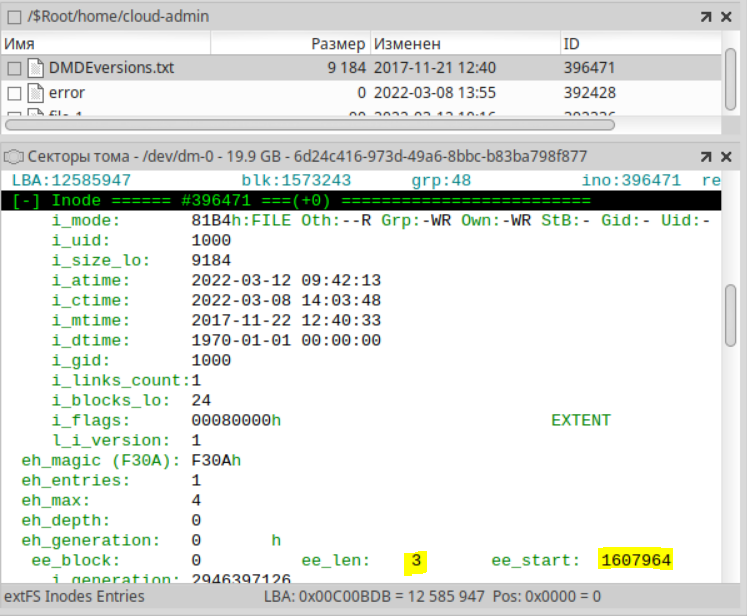 /$Root/home/cloud-admin
Имя Размер Изменен ID
DMDEversions.txt 9 184 2017-11-21 12:40 396471
error 0 2022-03-08 13:55 392428
Секторы тома - /dev/dm-0 - 19.9 GB - 6d24c416-973d-49a6-8bbc-b83ba798f877
LBA:12585947 blk:1573243 grp:48 ino:396471 re
[-] Inode ====== #396471 ===(+0) =========================
i_mode: 81B4h:FILE Oth:--R Grp:-WR Own:-WR StB:- Gid:- Uid:-
i_uid: 1000
i_size_lo: 9184
i_atime: 2022-03-12 09:42:13
i_ctime: 2022-03-08 14:03:48
i_mtime: 2017-11-22 12:40:33
i_dtime: 1970-01-01 00:00:00
i_gid: 1000
i_links_count:1
i_blocks_lo: 24
i_flags: 00080000h EXTENT
l_i_version: 1
eh_magic (F30A): F30Ah
eh_entries: 1
eh_max: 4
eh_depth: 0
eh_generation: 0 h
ee_block: 0 ee_len: 3 ee_start: 1607964
i_generation: 2946397126
extFS Inodes Entries LBA: 0x00C00BDB = 12 585 947 Pos: 0x0000 = 0